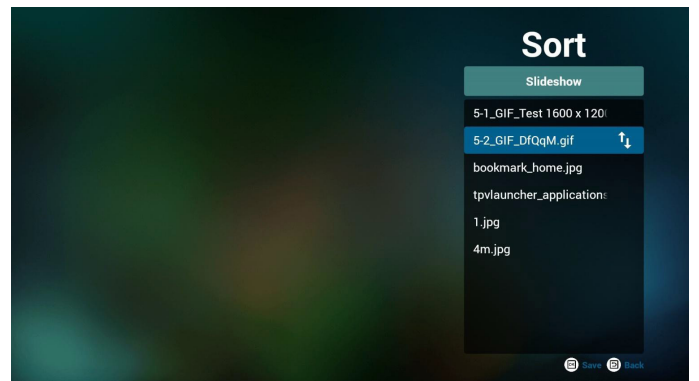 Sort
Slideshow
5-1_GIF_Test 1600 x 120
5-2_GIF_DfQqM.gif
bookmark_home.jpg
tpvlauncher_applications
1.jpg
4m.jpg
Save Back